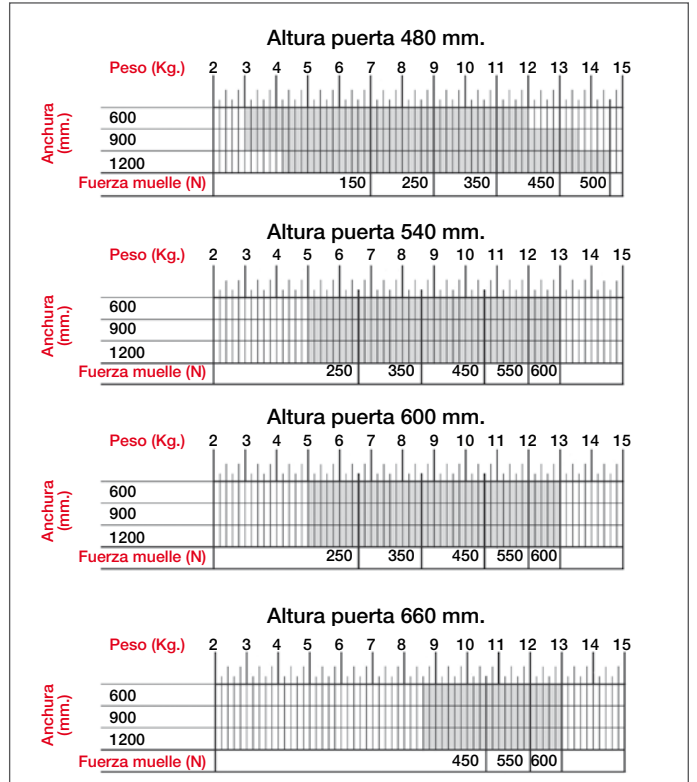 Altura puerta 480 mm.
Peso (Kg.) 2 3 4 5 6 7 8 9 10 11 12 13 14 15
Anchura (mm.)
600
900
1200
Fuerza muelle (N) 150 250 350 450 500
Altura puerta 540 mm.
Peso (Kg.) 2 3 4 5 6 7 8 9 10 11 12 13 14 15
Anchura (mm.)
600
900
1200
Fuerza muelle (N) 250 350 450 550 600
Altura puerta 600 mm.
Peso (Kg.) 2 3 4 5 6 7 8 9 10 11 12 13 14 15
Anchura (mm.)
600
900
1200
Fuerza muelle (N) 250 350 450 550 600
Altura puerta 660 mm.
Peso (Kg.) 2 3 4 5 6 7 8 9 10 11 12 13 14 15
Anchura (mm.)
600
900
1200
Fuerza muelle (N) 450 550 600